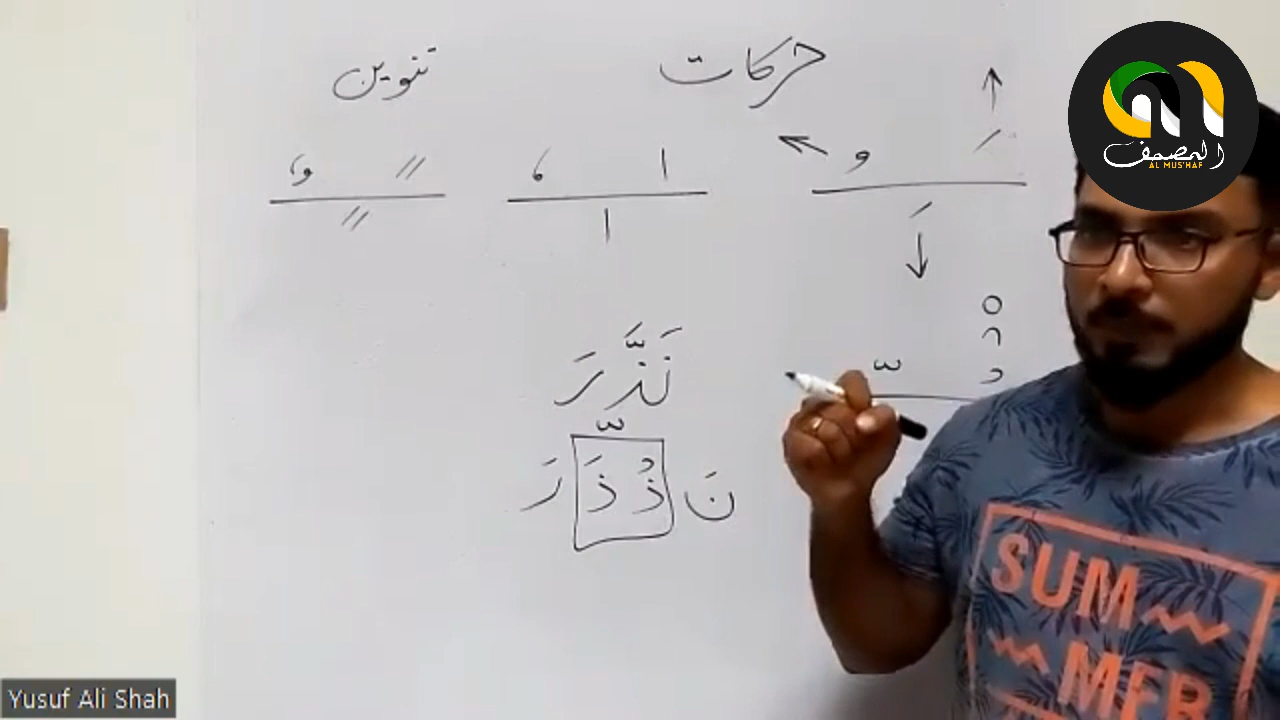 حركات تنوين
نَذَّرَ
نَ ذْ ذَ رَ
المصحف
AL MUS'HAF
SUM
MER
Yusuf Ali Shah